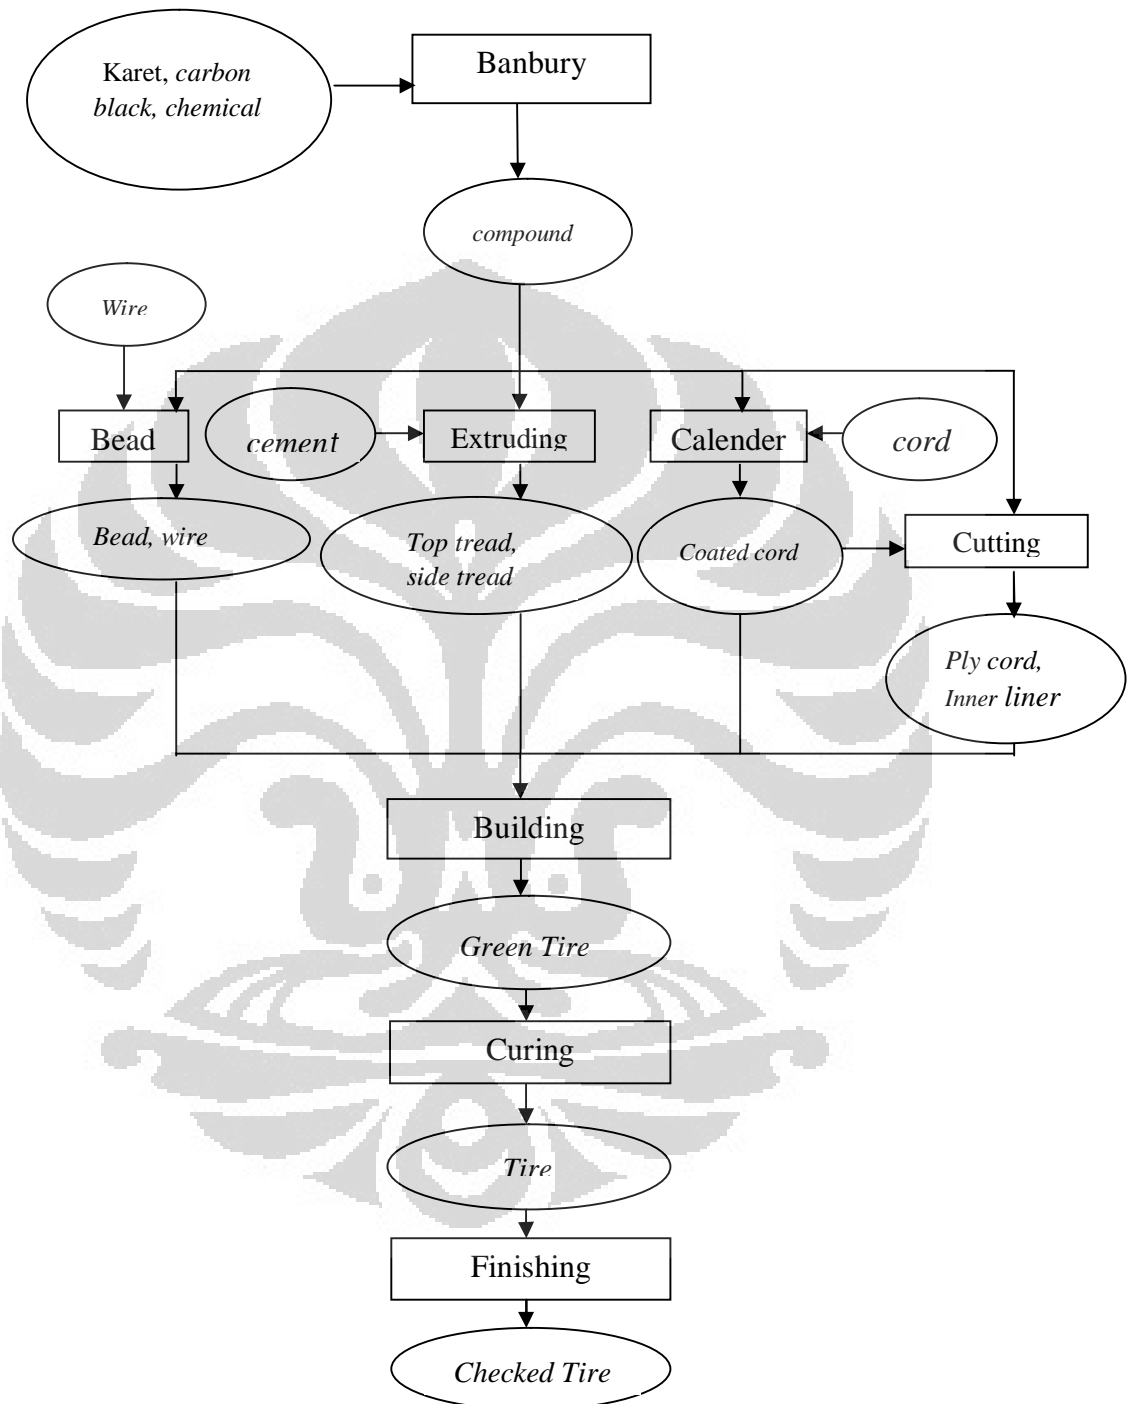 Karet, carbon
black, chemical
Banbury
compound
Wire
Bead
cement
Extruding
Calender
cord
Bead, wire
Top tread,
side tread
Coated cord
Cutting
Ply cord,
Inner liner
Building
Green Tire
Curing
Tire
Finishing
Checked Tire